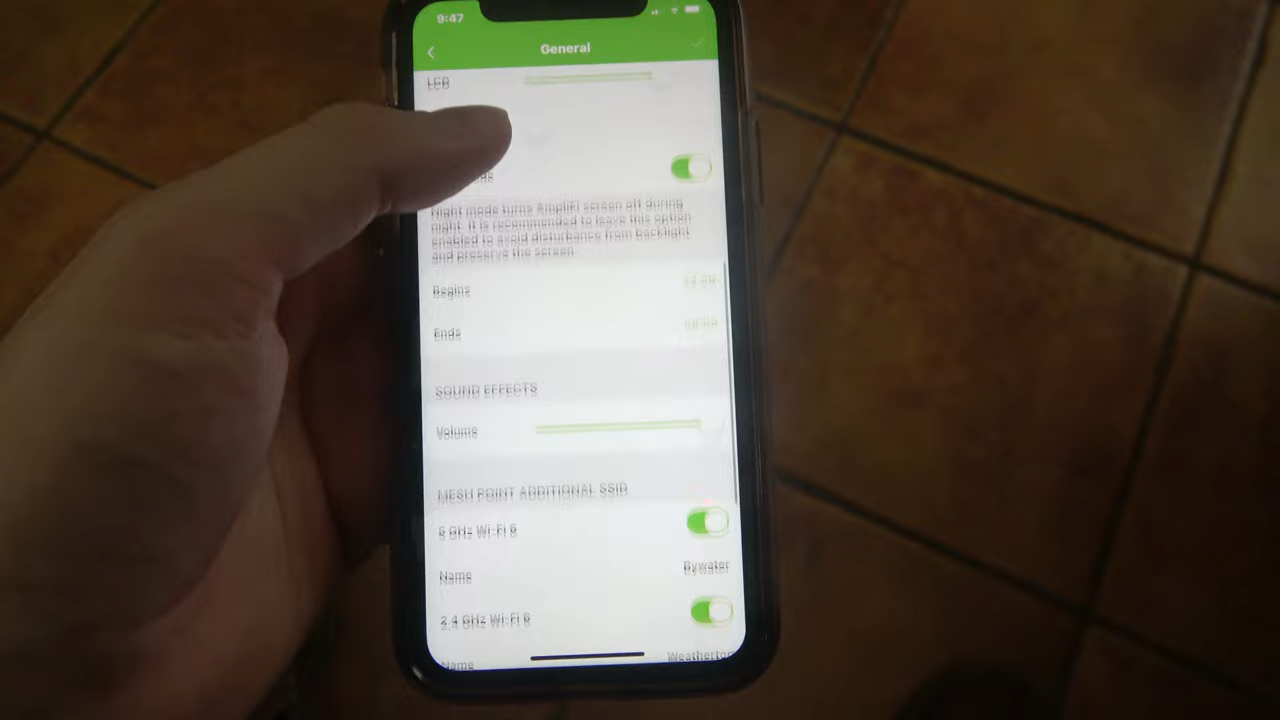 9:47
General
LCD
Night mode turns AmpliFi screen off during
night. It is recommended to leave this option
enabled to avoid disturbance from backlight
and preserve the screen.
Begins
Ends
SOUND EFFECTS
Volume
MESH POINT ADDITIONAL SSID
5 GHz Wi-Fi 6
Name Bywater
2.4 GHz Wi-Fi 6
Name Weatherton